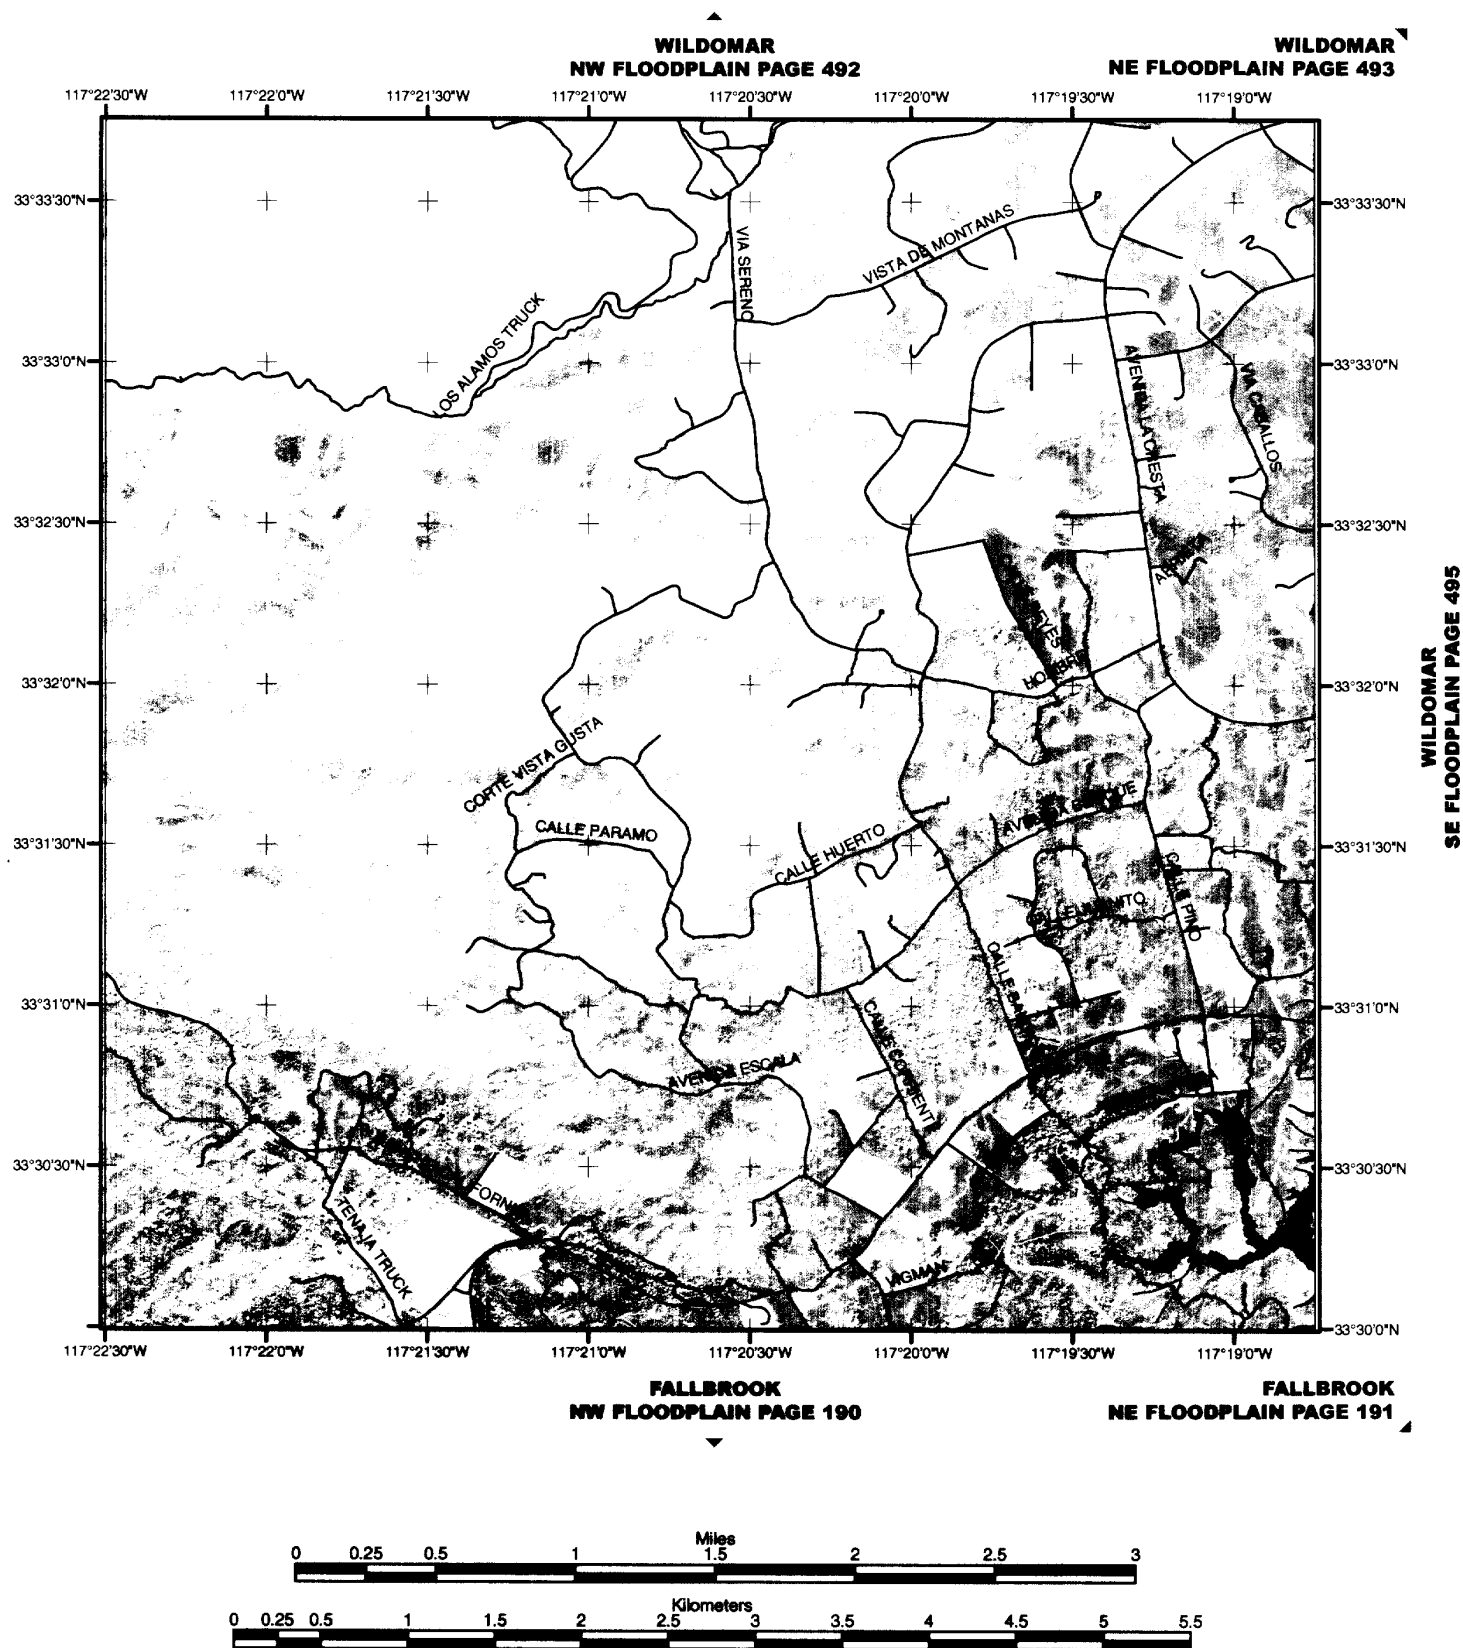 WILDOMAR
NW FLOODPLAIN PAGE 492
WILDOMAR
NE FLOODPLAIN PAGE 493
117°22'30"W 117°22'0"W 117°21'30"W 117°21'0"W 117°20'30"W 117°20'0"W 117°19'30"W 117°19'0"W
33°33'30"N 33°33'30"N
VIA SERENO
VISTA DE MONTANAS
LOS ALAMOS TRUCK
33°33'0"N 33°33'0"N
AVENIDA LA CRESTA
VIA CABALLOS
33°32'30"N 33°32'30"N
WILDOMAR
SE FLOODPLAIN PAGE 495
HOMBRE
33°32'0"N 33°32'0"N
CORTE VISTA GUSTA
CALLE PARAMO
CALLE HUERTO
33°31'30"N 33°31'30"N
CALLE PINO
33°31'0"N 33°31'0"N
AVENIDA ESCALA
33°30'30"N 33°30'30"N
TENAJA TRUCK
VIGMAN
33°30'0"N
117°22'30"W 117°22'0"W 117°21'30"W 117°21'0"W 117°20'30"W 117°20'0"W 117°19'30"W 117°19'0"W
FALLBROOK
NW FLOODPLAIN PAGE 190
FALLBROOK
NE FLOODPLAIN PAGE 191
Miles
0 0.25 0.5 1 1.5 2 2.5 3
Kilometers
0 0.25 0.5 1 1.5 2 2.5 3 3.5 4 4.5 5 5.5